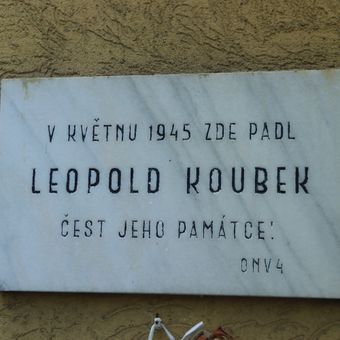 V KVĚTNU 1945 ZDE PADL
LEOPOLD KOUBEK
ČEST JEHO PAMÁTCE!
ONV4